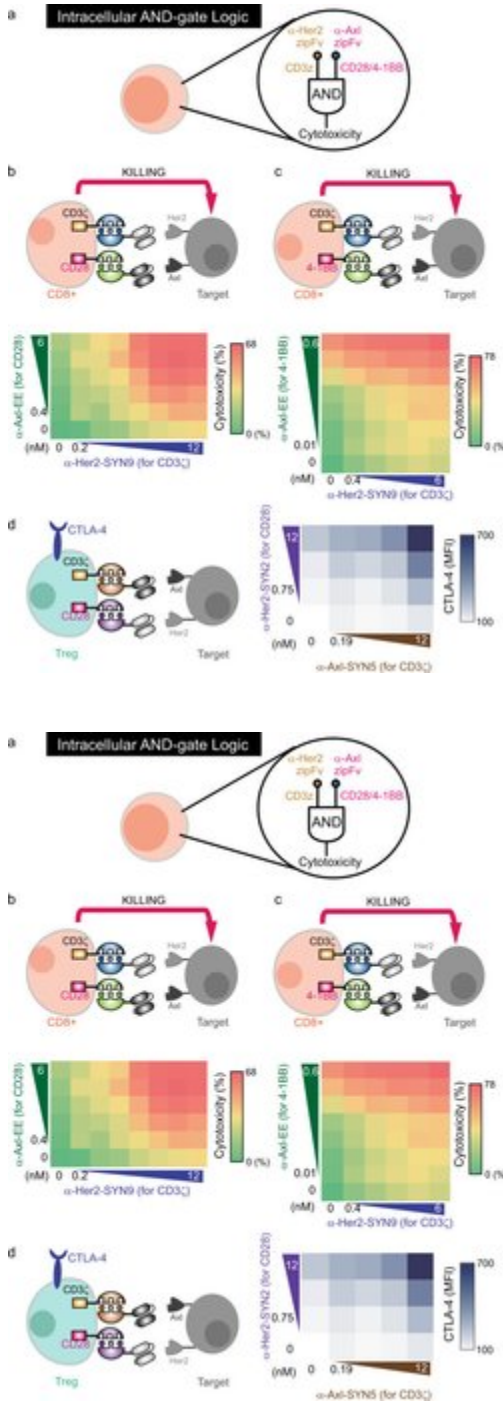 a
Intracellular AND-gate Logic
α-Her2 α-Axl
zipFv zipFv
CD3z CD28/4-1BB
AND
Cytotoxicity
b c
KILLING KILLING
CD3ζ Her2 CD3ζ Her2
CD28 Axl 4-1BB Axl
CD8+ Target CD8+ Target
α-Axl-EE (for CD28)
6
0.4
0
(nM) 0 0.2 12
α-Her2-SYN9 (for CD3ζ)
68
Cytotoxicity (%)
0 (%)
α-Axl-EE (for 4-1BB)
0.6
0.01
0
(nM) 0 0.4 6
α-Her2-SYN9 (for CD3ζ)
78
Cytotoxicity (%)
0 (%)
d
CTLA-4
CD3ζ Axl
CD28 Her2
Treg Target
α-Her2-SYN2 (for CD28)
12
0.75
0
(nM) 0 0.19 12
α-Axl-SYN5 (for CD3ζ)
700
CTLA-4 (MFI)
100
a
Intracellular AND-gate Logic
α-Her2 α-Axl
zipFv zipFv
CD3z CD28/4-1BB
AND
Cytotoxicity
b c
KILLING KILLING
CD3ζ Her2 CD3ζ Her2
CD28 Axl 4-1BB Axl
CD8+ Target CD8+ Target
α-Axl-EE (for CD28)
6
0.4
0
(nM) 0 0.2 12
α-Her2-SYN9 (for CD3ζ)
68
Cytotoxicity (%)
0 (%)
α-Axl-EE (for 4-1BB)
0.6
0.01
0
(nM) 0 0.4 6
α-Her2-SYN9 (for CD3ζ)
78
Cytotoxicity (%)
0 (%)
d
CTLA-4
CD3ζ Axl
CD28 Her2
Treg Target
α-Her2-SYN2 (for CD28)
12
0.75
0
(nM) 0 0.19 12
α-Axl-SYN5 (for CD3ζ)
700
CTLA-4 (MFI)
100